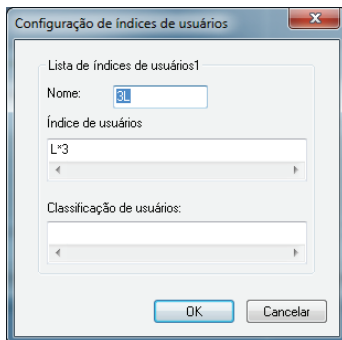 Configuração de índices de usuários
Lista de índices de usuários1
Nome: 3L
Índice de usuários
L*3
Classificação de usuários:
OK Cancelar